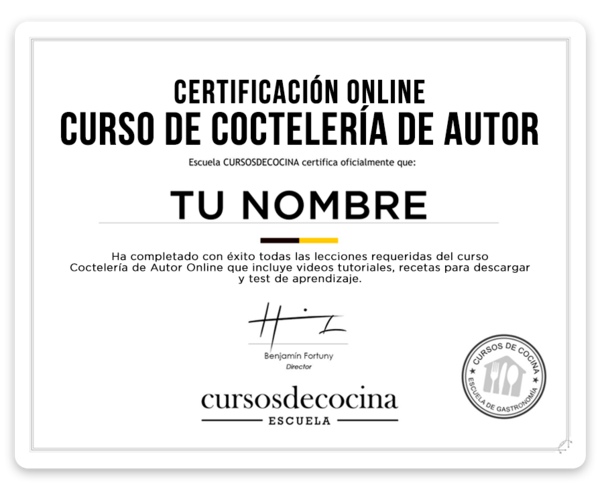 CERTIFICACIÓN ONLINE
CURSO DE COCTELERÍA DE AUTOR
Escuela CURSOSDECOCINA certifica oficialmente que:
TU NOMBRE
Ha completado con éxito todas las lecciones requeridas del curso
Coctelería de Autor Online que incluye videos tutoriales, recetas para descargar
y test de aprendizaje.
Benjamín Fortuny
Director
cursosdecocina
ESCUELA
CURSOS DE COCINA
ESCUELA DE GASTRONOMÍA